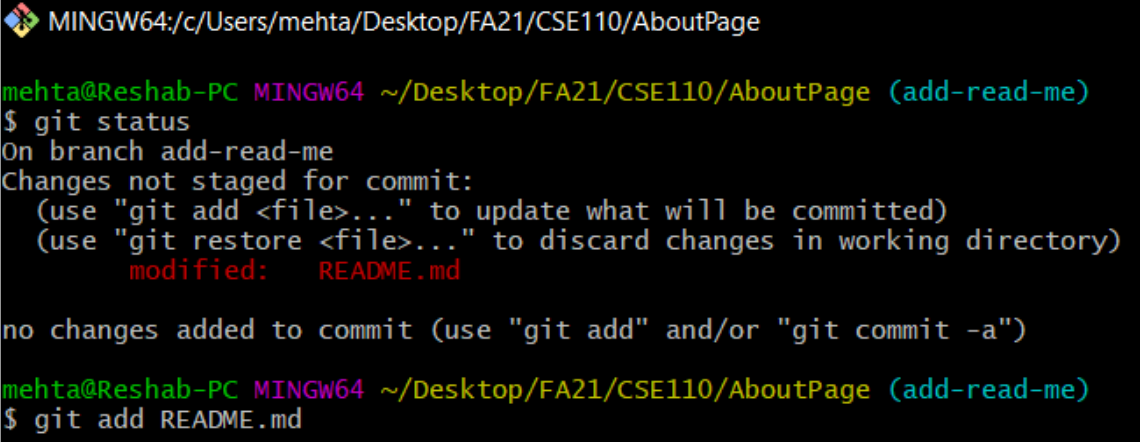 MINGW64:/c/Users/mehta/Desktop/FA21/CSE110/AboutPage
mehta@Reshab-PC MINGW64 ~/Desktop/FA21/CSE110/AboutPage (add-read-me)
$ git status
On branch add-read-me
Changes not staged for commit:
  (use "git add <file>..." to update what will be committed)
  (use "git restore <file>..." to discard changes in working directory)
        modified:   README.md
no changes added to commit (use "git add" and/or "git commit -a")
mehta@Reshab-PC MINGW64 ~/Desktop/FA21/CSE110/AboutPage (add-read-me)
$ git add README.md